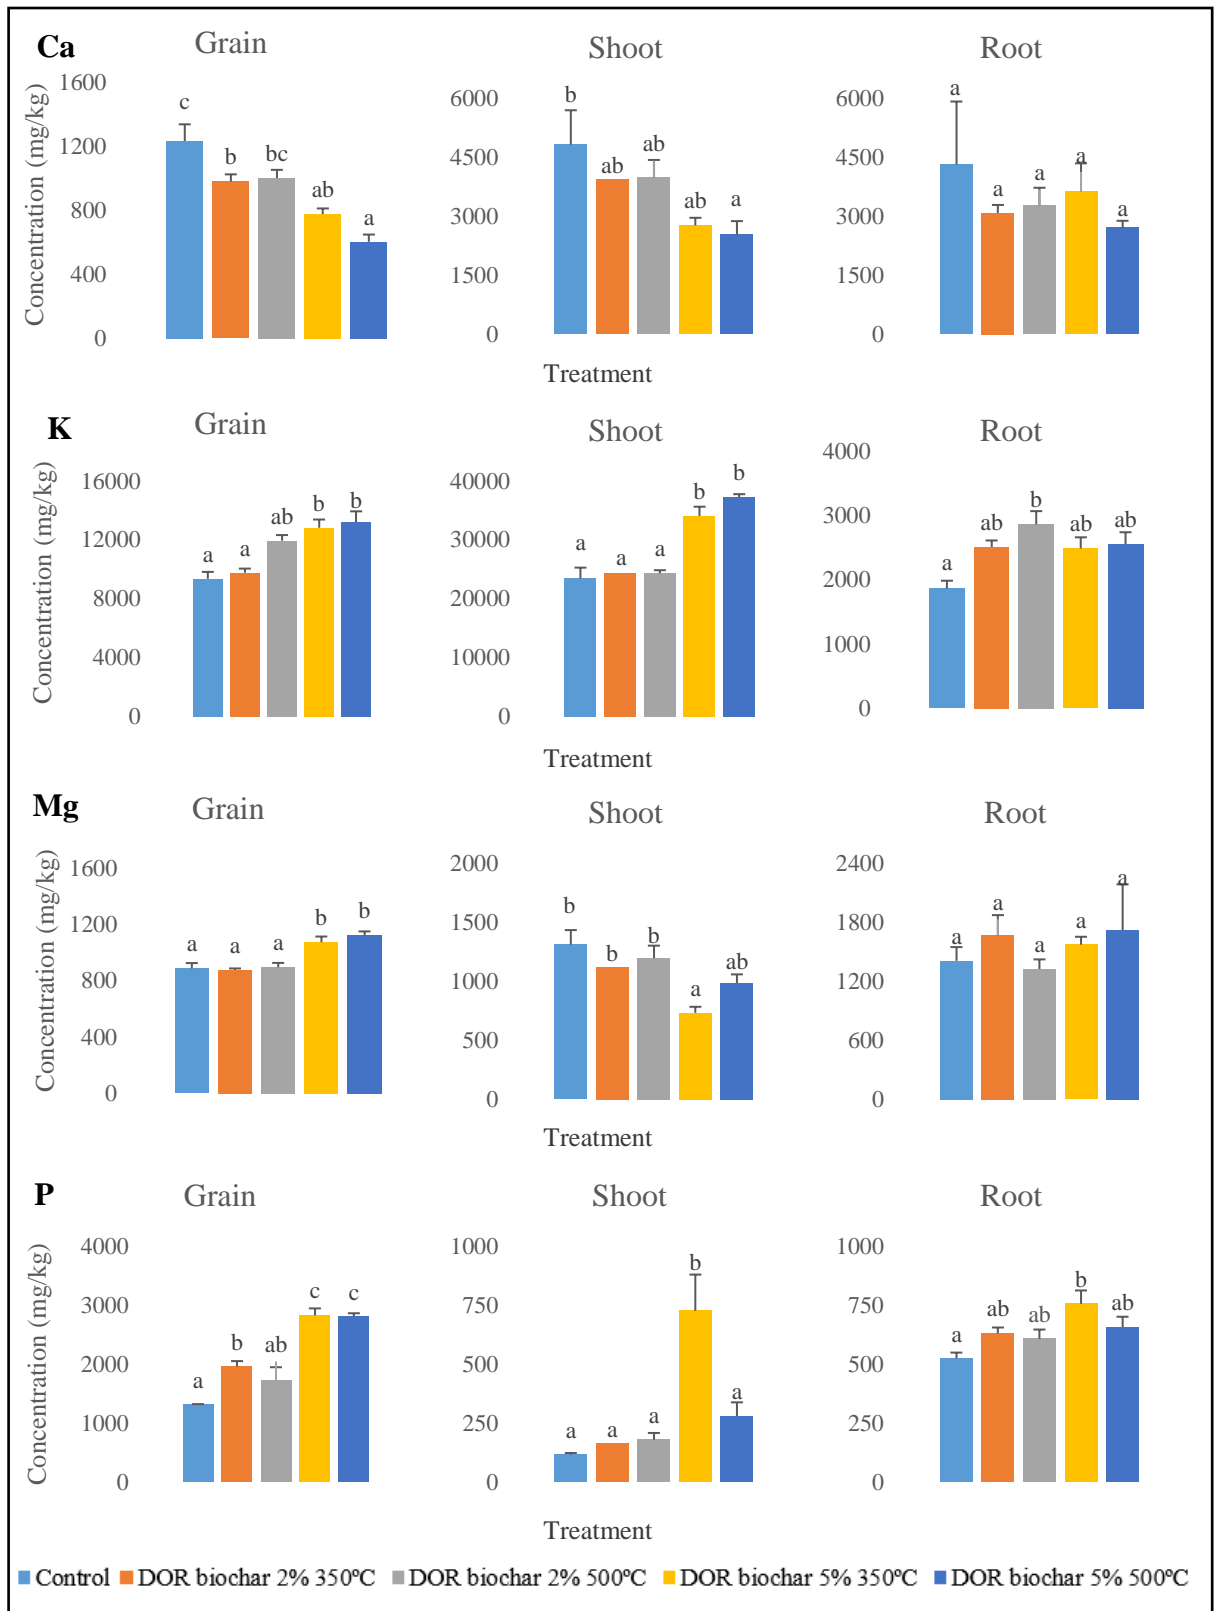 Ca
Grain
Shoot
Root
Concentration (mg/kg)
1600
1200
800
400
0
c
b
bc
ab
a
6000
4500
3000
1500
0
b
ab
ab
ab
a
6000
4500
3000
1500
0
a
a
a
a
a
Treatment
K
Grain
Shoot
Root
Concentration (mg/kg)
16000
12000
8000
4000
0
a
a
ab
b
b
40000
30000
20000
10000
0
a
a
a
b
b
4000
3000
2000
1000
0
a
ab
b
ab
ab
Treatment
Mg
Grain
Shoot
Root
Concentration (mg/kg)
1600
1200
800
400
0
a
a
a
b
b
2000
1500
1000
500
0
b
b
b
a
ab
2400
1800
1200
600
0
a
a
a
a
a
Treatment
P
Grain
Shoot
Root
Concentration (mg/kg)
4000
3000
2000
1000
0
a
b
ab
c
c
1000
750
500
250
0
a
a
a
b
a
1000
750
500
250
0
a
ab
ab
b
ab
Treatment
Control DOR biochar 2% 350ºC DOR biochar 2% 500ºC DOR biochar 5% 350ºC DOR biochar 5% 500ºC